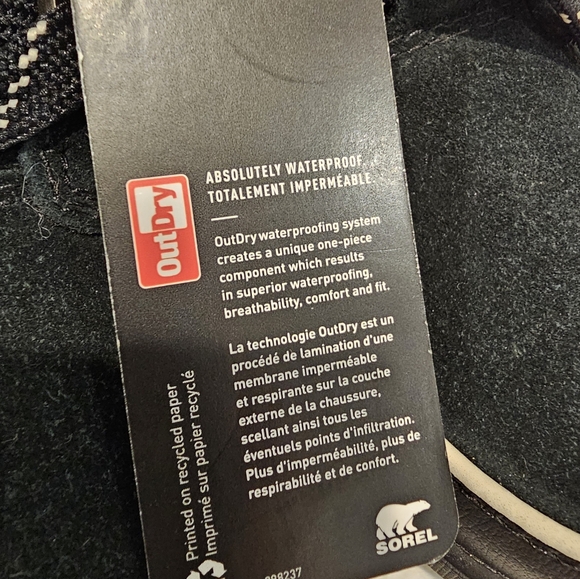 OutDry
ABSOLUTELY WATERPROOF.
TOTALEMENT IMPERMÉABLE.
OutDry waterproofing system
creates a unique one-piece
component which results
in superior waterproofing,
breathability, comfort and fit.
La technologie OutDry est un
procédé de lamination d'une
membrane imperméable
et respirante sur la couche
externe de la chaussure,
scellant ainsi tous les
éventuels points d'infiltration.
Plus d'imperméabilité, plus de
respirabilité et de confort.
Printed on recycled paper
Imprimé sur papier recyclé
SOREL